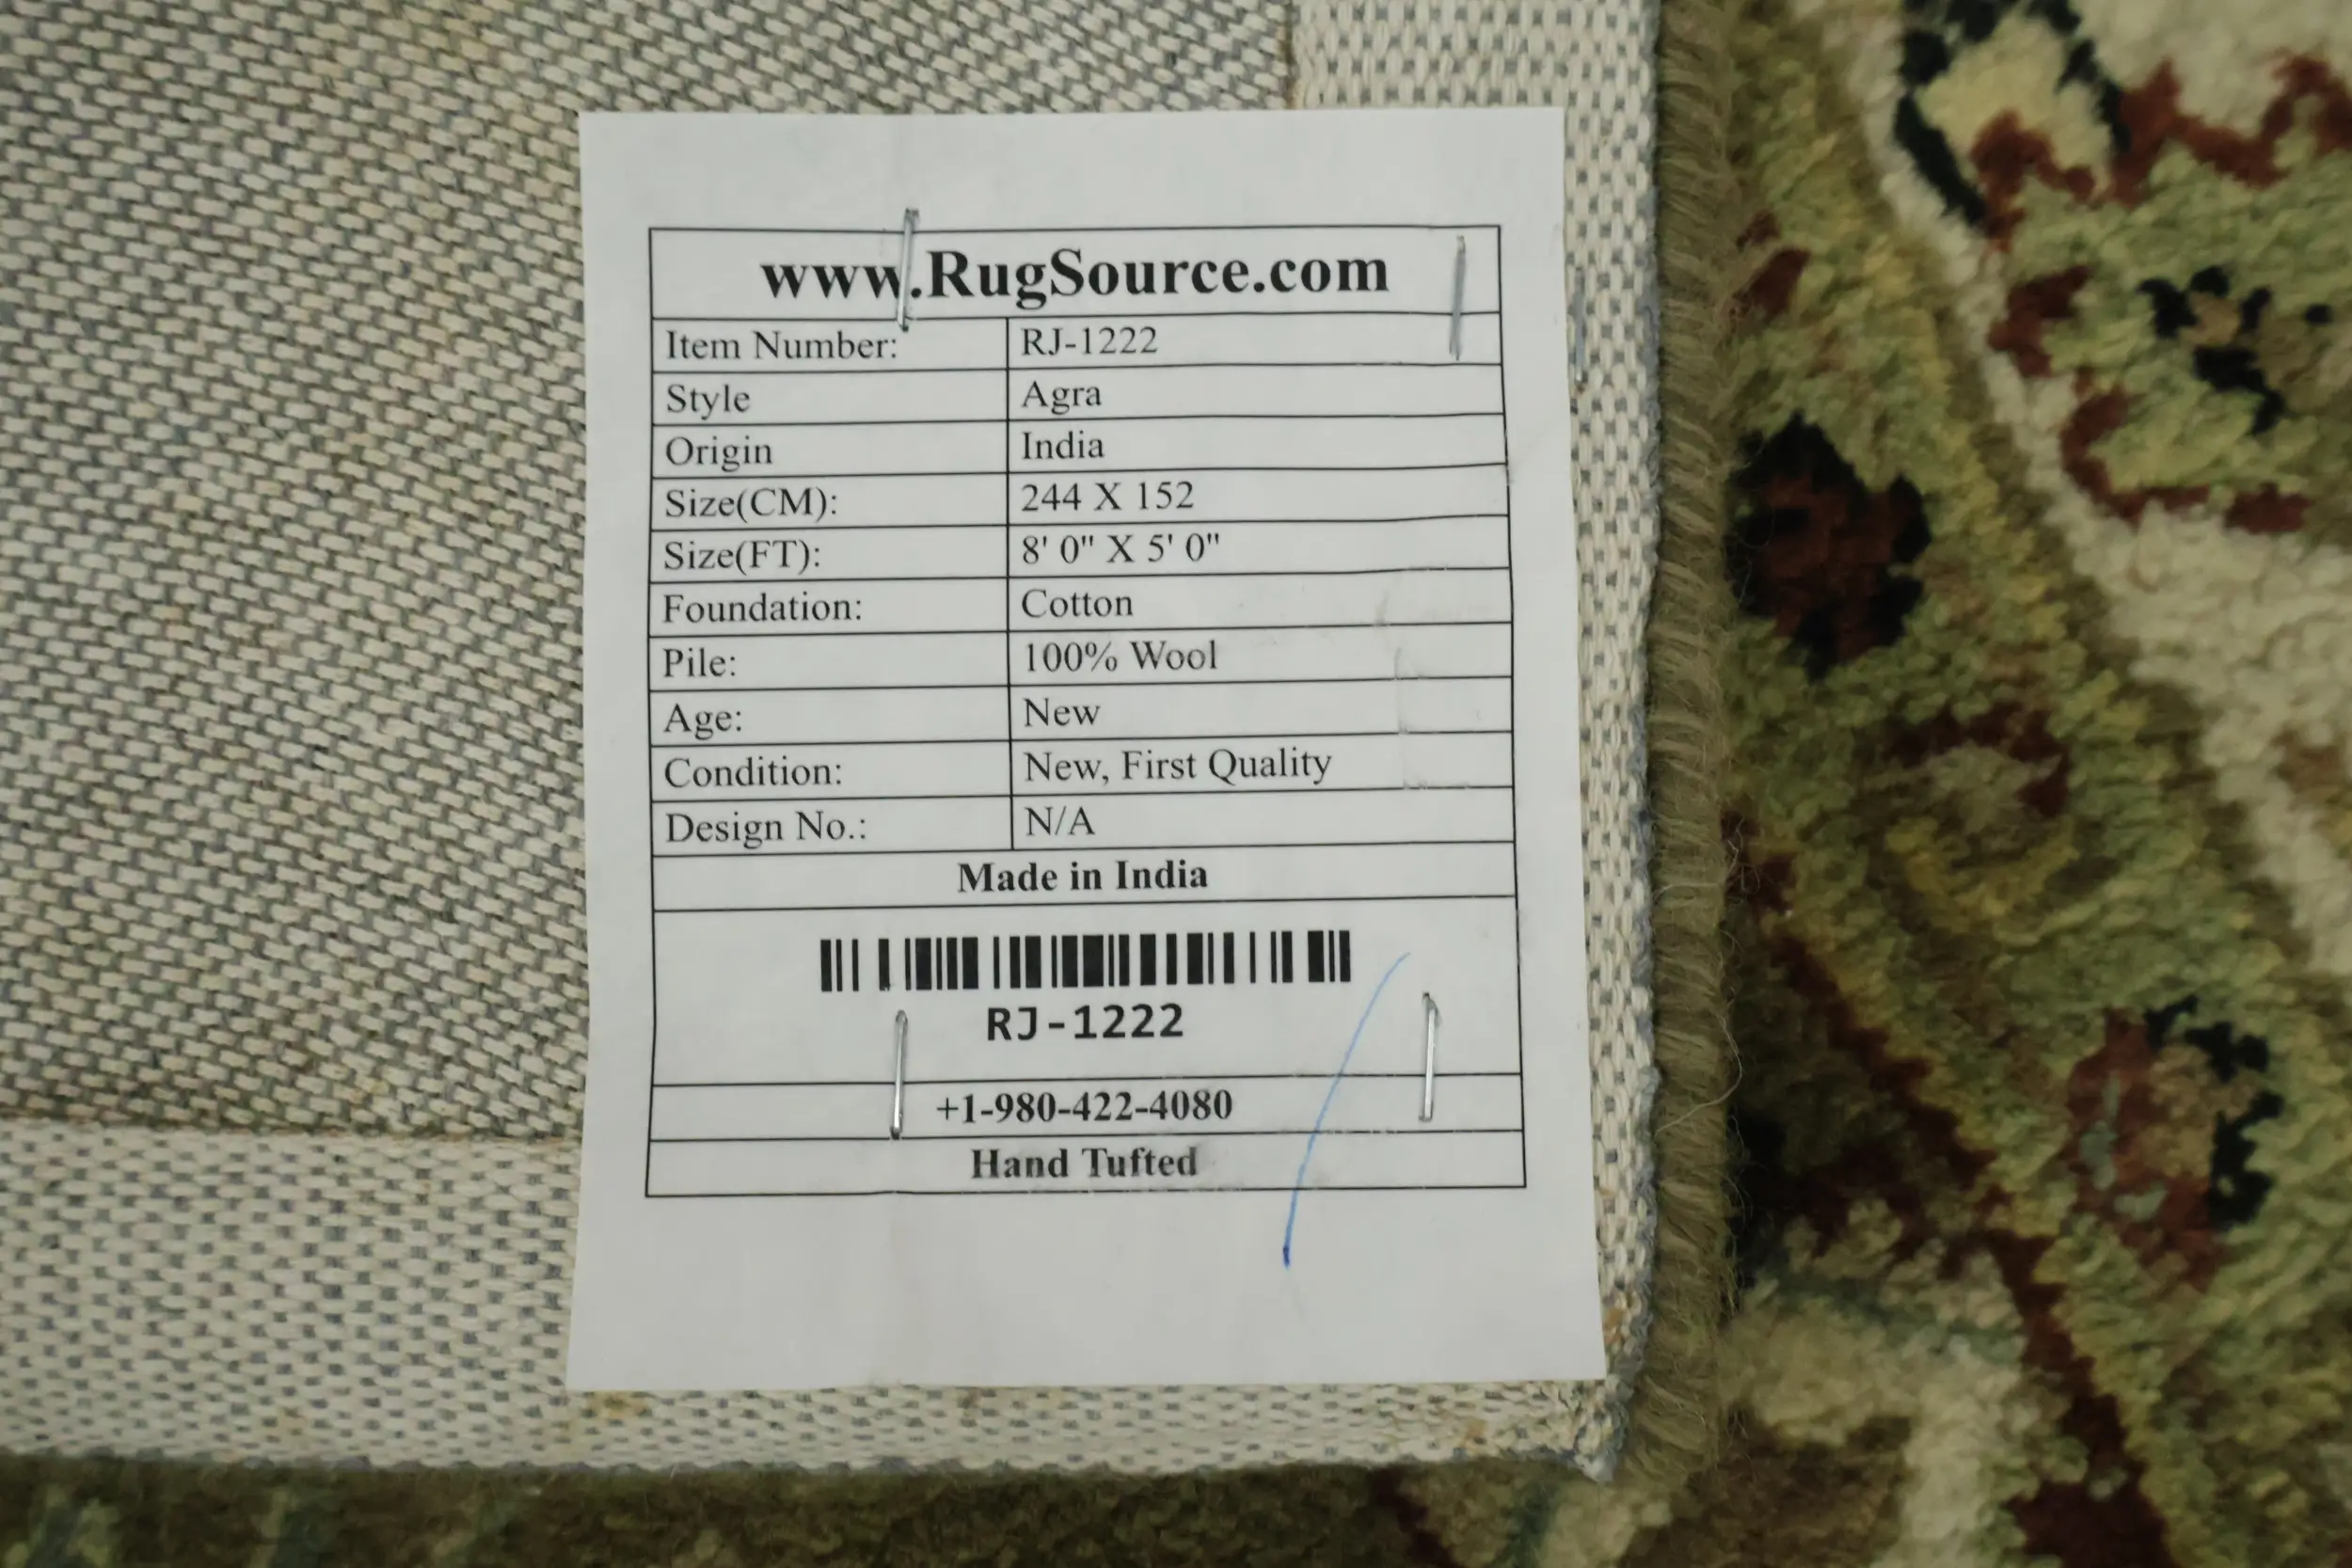 www.RugSource.com
Item Number: RJ-1222
Style Agra
Origin India
Size(CM): 244 X 152
Size(FT): 8' 0" X 5' 0"
Foundation: Cotton
Pile: 100% Wool
Age: New
Condition: New, First Quality
Design No.: N/A
Made in India
RJ-1222
+1-980-422-4080
Hand Tufted